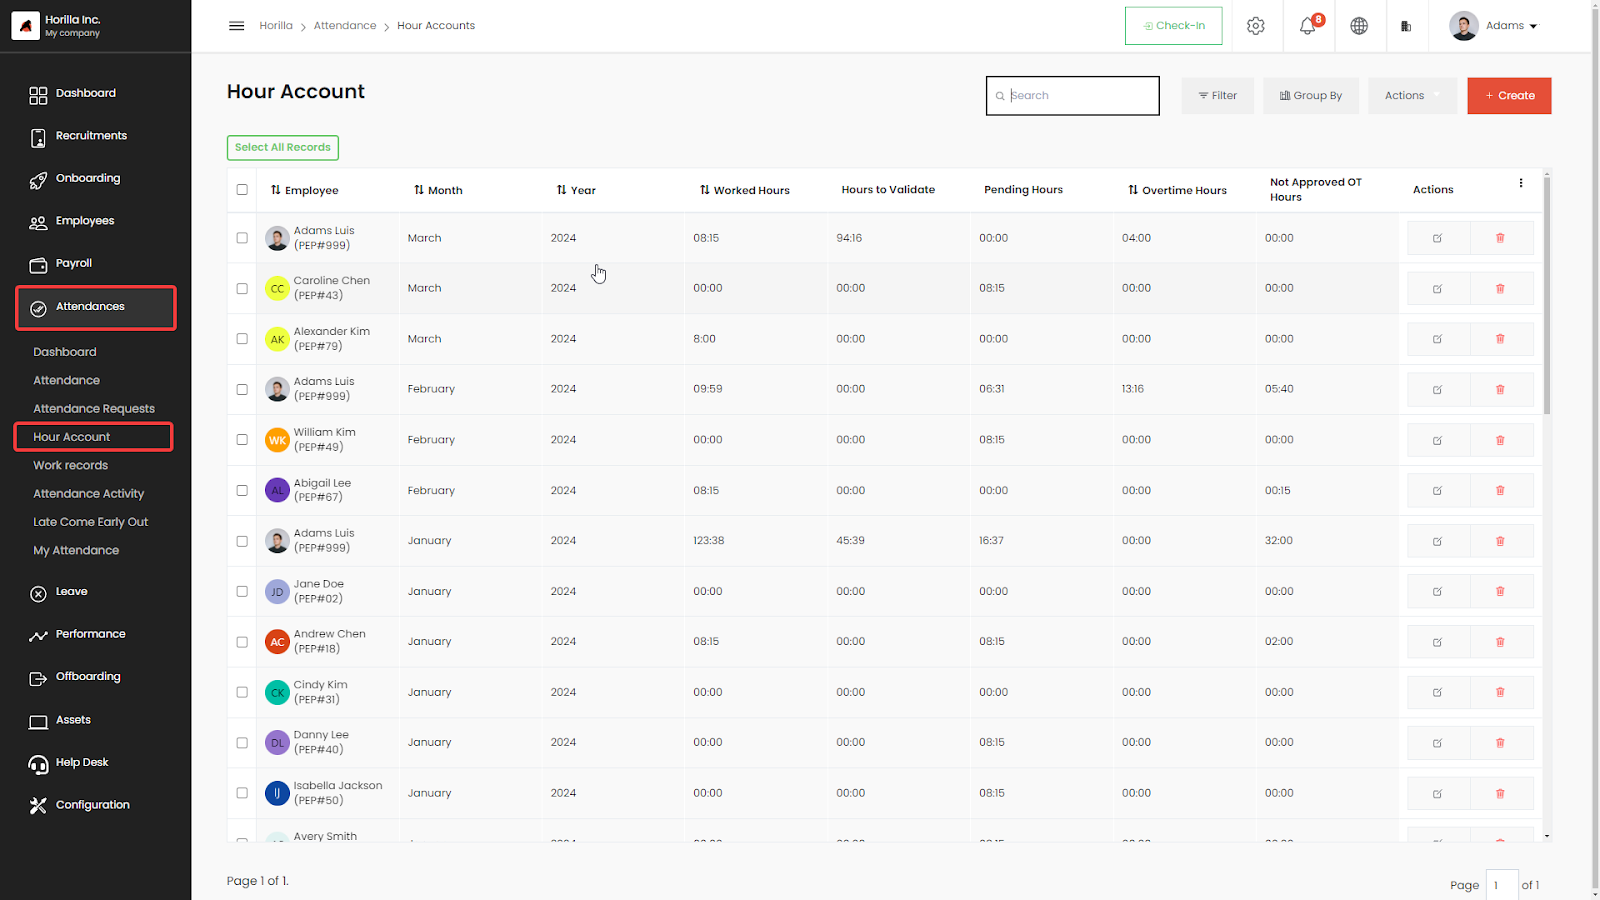 Horilla Inc.
My company
Horilla > Attendance > Hour Accounts
Check-In
8
Adams
Dashboard
Recruitments
Onboarding
Employees
Payroll
Attendances
Dashboard
Attendance
Attendance Requests
Hour Account
Work records
Attendance Activity
Late Come Early Out
My Attendance
Leave
Performance
Offboarding
Assets
Help Desk
Configuration
Hour Account
Search
Filter
Group By
Actions
+ Create
Select All Records
Employee Month Year Worked Hours Hours to Validate Pending Hours Overtime Hours Not Approved OT Hours Actions
Adams Luis (PEP#999) March 2024 08:15 94:16 00:00 04:00 00:00
CC Caroline Chen (PEP#43) March 2024 00:00 00:00 08:15 00:00 00:00
AK Alexander Kim (PEP#79) March 2024 8:00 00:00 00:00 00:00 00:00
Adams Luis (PEP#999) February 2024 09:59 00:00 06:31 13:16 05:40
WK William Kim (PEP#49) February 2024 00:00 00:00 08:15 00:00 00:00
AL Abigail Lee (PEP#67) February 2024 08:15 00:00 00:00 00:00 00:15
Adams Luis (PEP#999) January 2024 123:38 45:39 16:37 00:00 32:00
JD Jane Doe (PEP#02) January 2024 00:00 00:00 00:00 00:00 00:00
AC Andrew Chen (PEP#18) January 2024 08:15 00:00 08:15 00:00 02:00
CK Cindy Kim (PEP#31) January 2024 00:00 00:00 00:00 00:00 00:00
DL Danny Lee (PEP#40) January 2024 00:00 00:00 08:15 00:00 00:00
IJ Isabella Jackson (PEP#50) January 2024 00:00 00:00 08:15 00:00 00:00
Avery Smith
Page 1 of 1.
Page 1 of 1